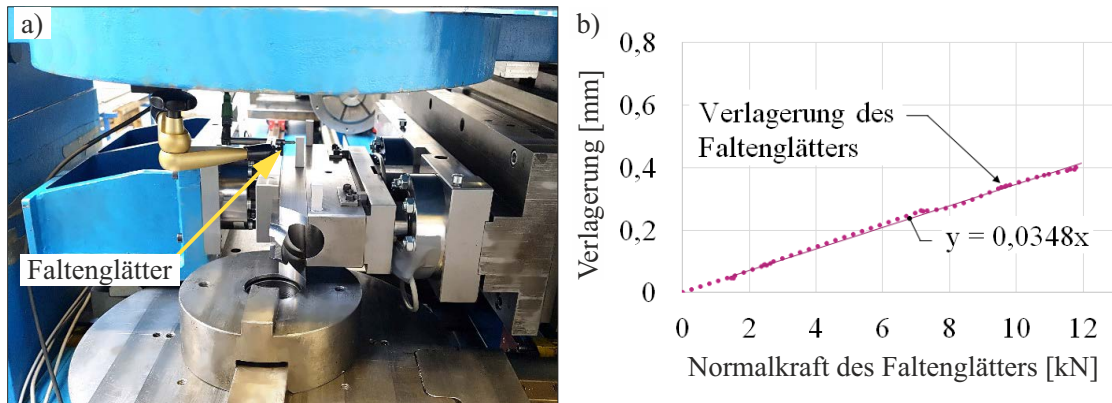 a)
Faltenglätter
b)
0,8
0,6
0,4
0,2
0
Verlagerung [mm]
Verlagerung des
Faltenglätters
y = 0,0348x
0 2 4 6 8 10 12
Normalkraft des Faltenglätters [kN]